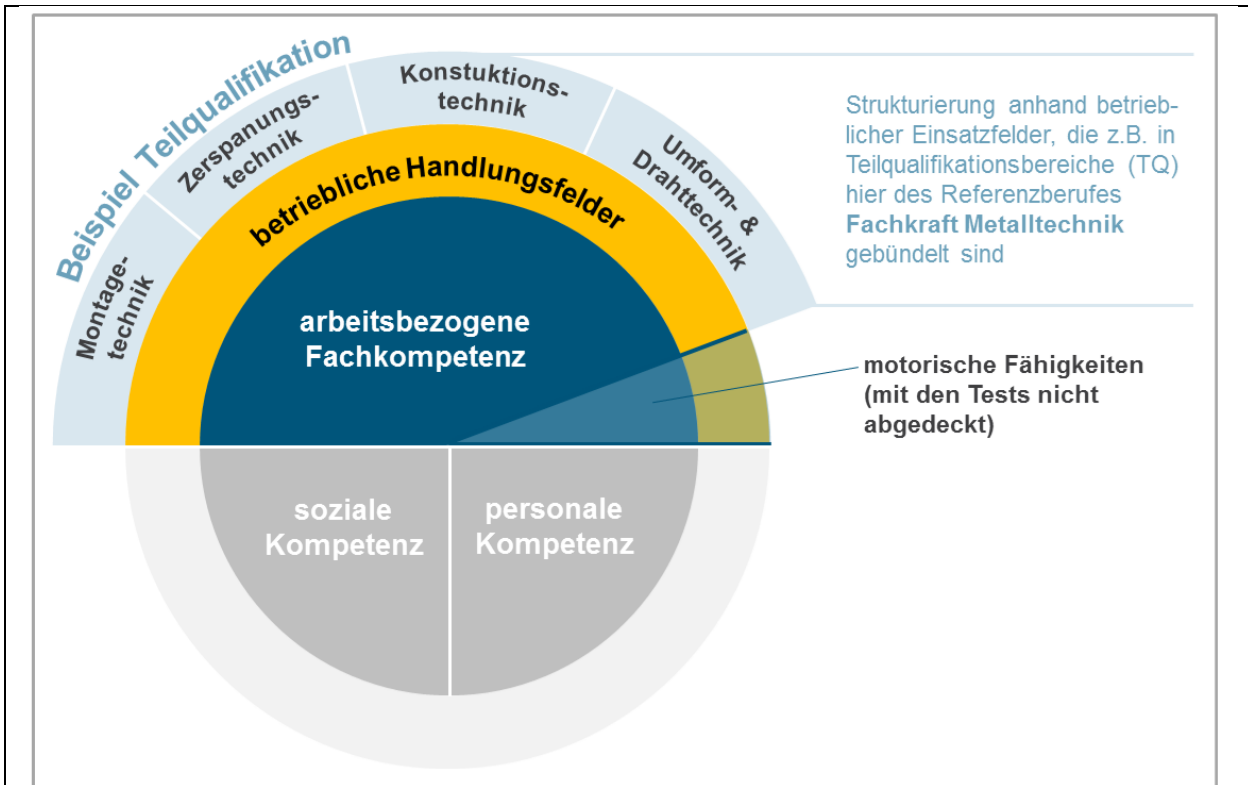 Beispiel Teilqualifikation
Montage-
technik
Zerspanungs-
technik
Konstuktions-
technik
Umform- &
Drahttechnik
betriebliche Handlungsfelder
arbeitsbezogene
Fachkompetenz
soziale
Kompetenz
personale
Kompetenz
Strukturierung anhand betrieb-
licher Einsatzfelder, die z.B. in
Teilqualifikationsbereiche (TQ)
hier des Referenzberufes
Fachkraft Metalltechnik
gebündelt sind
motorische Fähigkeiten
(mit den Tests nicht
abgedeckt)